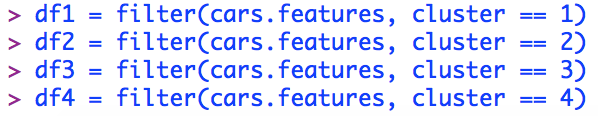 > df1 = filter(cars.features, cluster == 1)
> df2 = filter(cars.features, cluster == 2)
> df3 = filter(cars.features, cluster == 3)
> df4 = filter(cars.features, cluster == 4)